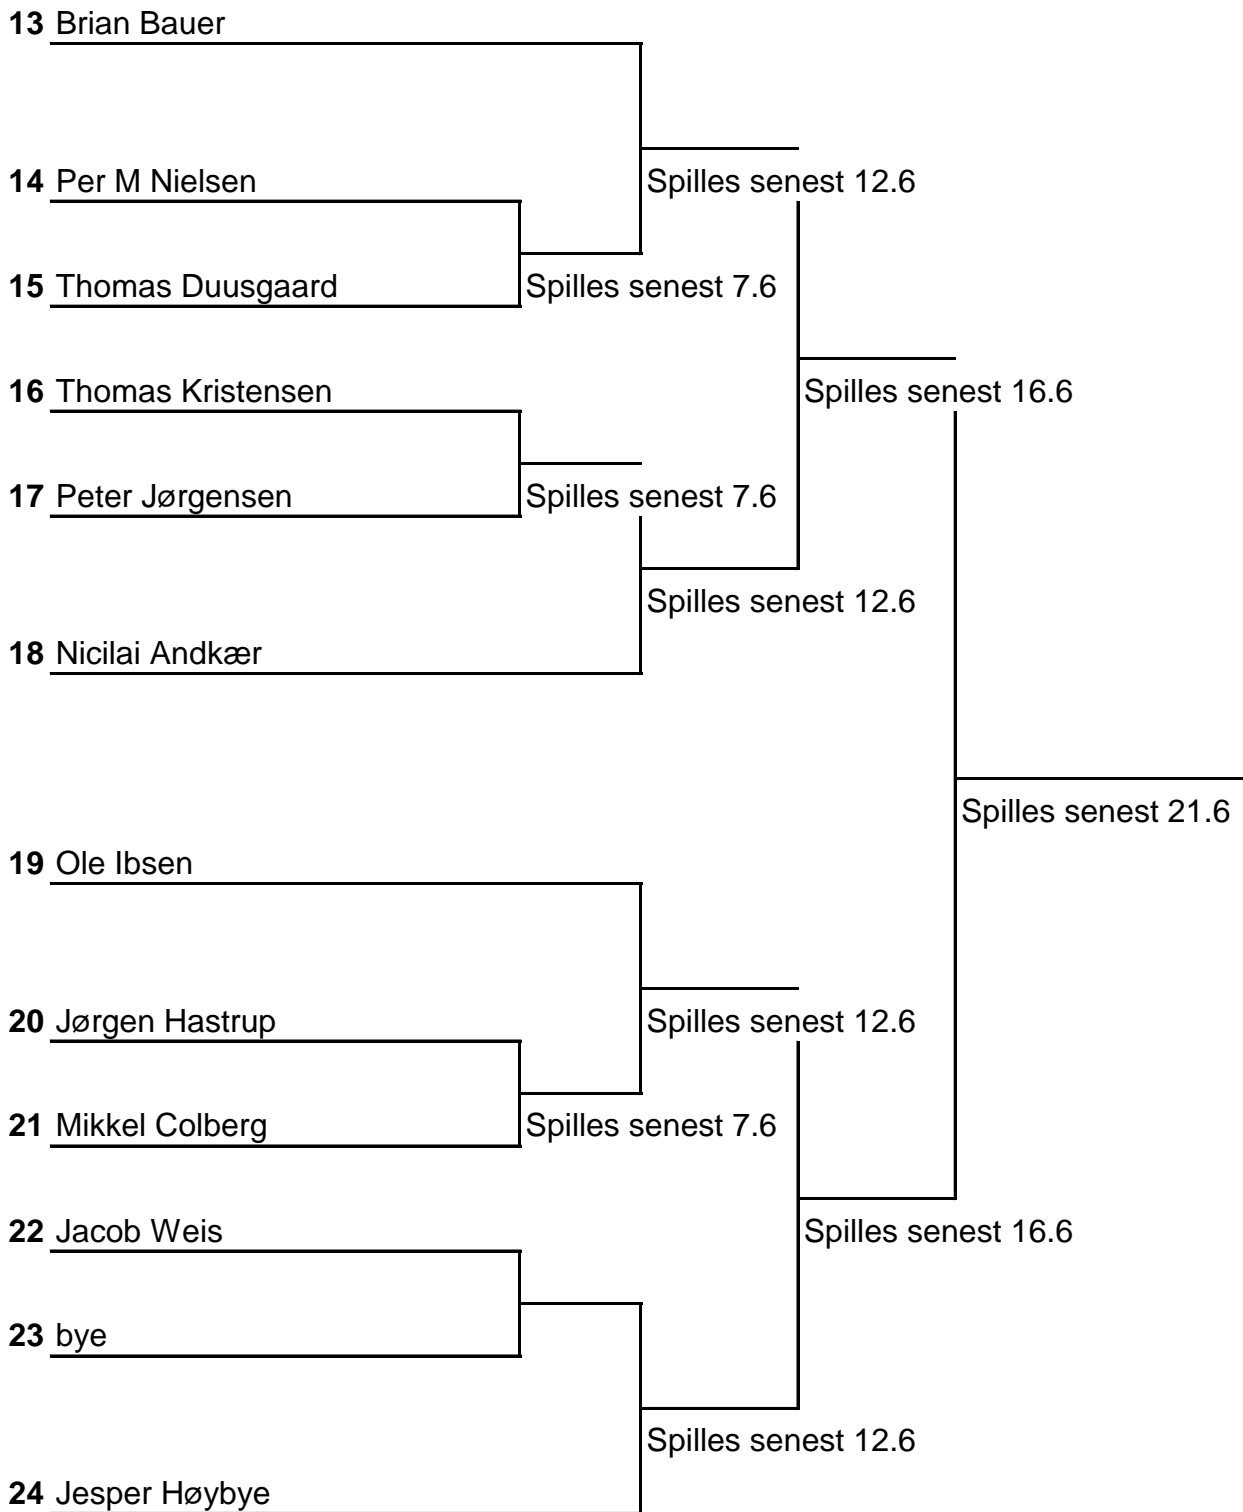 13 Brian Bauer
14 Per M Nielsen
Spilles senest 12.6
15 Thomas Duusgaard
Spilles senest 7.6
16 Thomas Kristensen
Spilles senest 16.6
17 Peter Jørgensen
Spilles senest 7.6
Spilles senest 12.6
18 Nicilai Andkær
Spilles senest 21.6
19 Ole Ibsen
20 Jørgen Hastrup
Spilles senest 12.6
21 Mikkel Colberg
Spilles senest 7.6
22 Jacob Weis
Spilles senest 16.6
23 bye
Spilles senest 12.6
24 Jesper Høybye